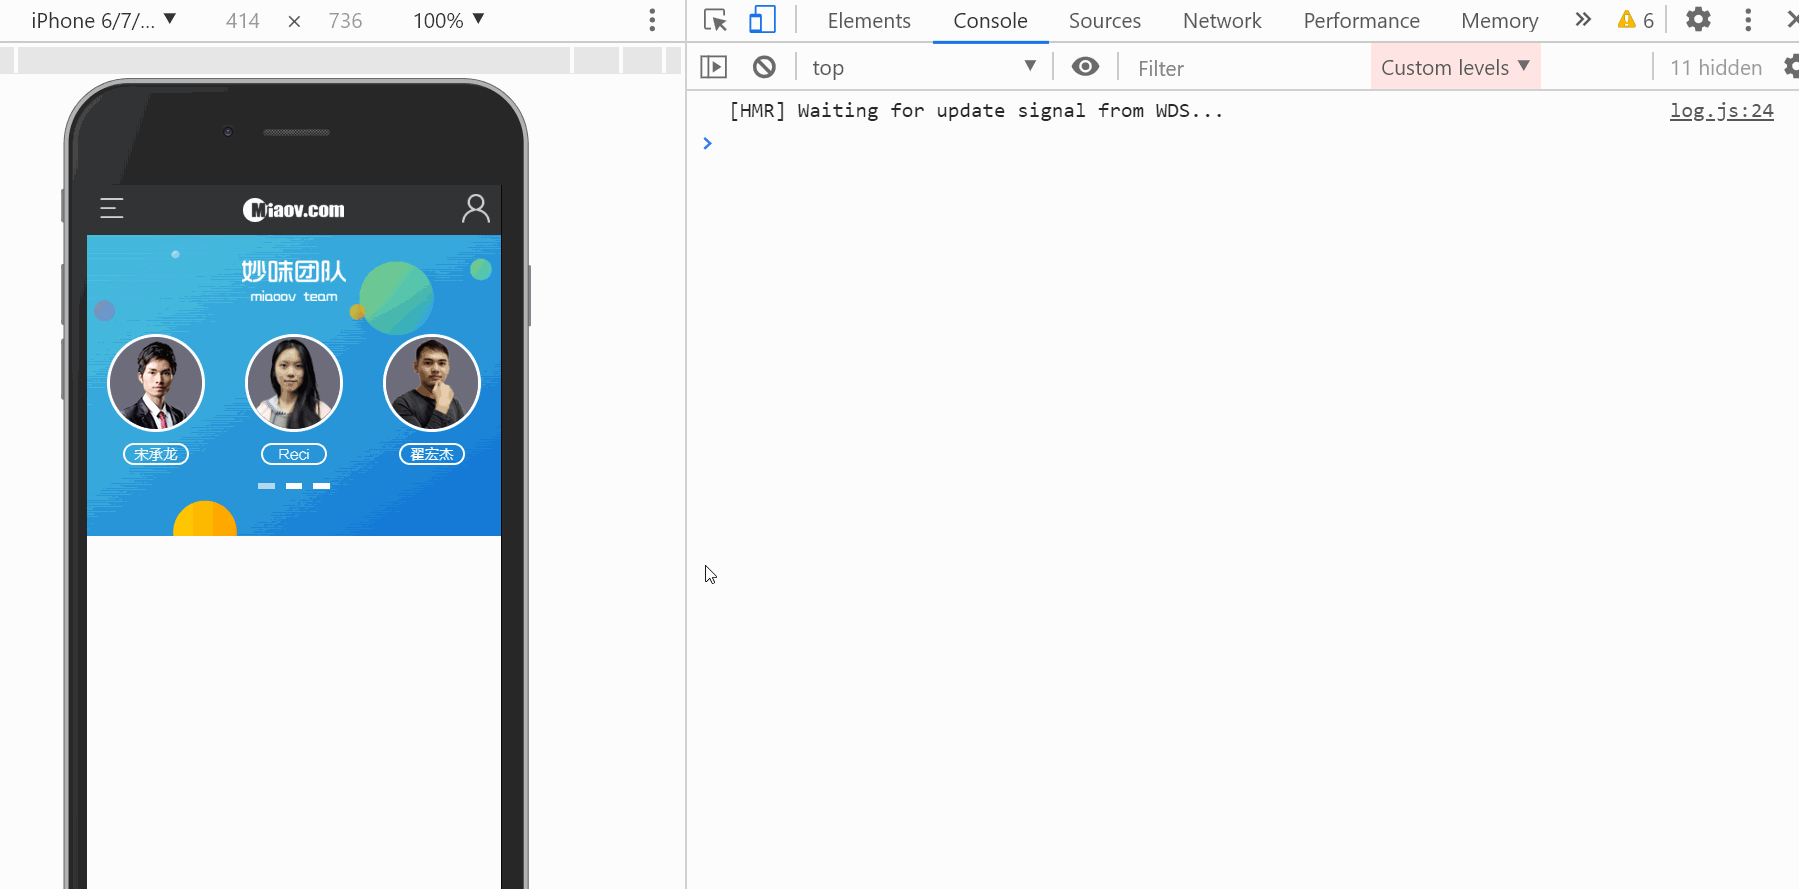 iPhone 6/7/... ▼ 414 × 736 100% ▼
Elements Console Sources Network Performance Memory » 6
top ▼ Filter Custom levels ▼ 11 hidden
[HMR] Waiting for update signal from WDS... log.js:24
Miaov.com
妙味团队
miaoov team
宋承龙 Reci 翟宏杰